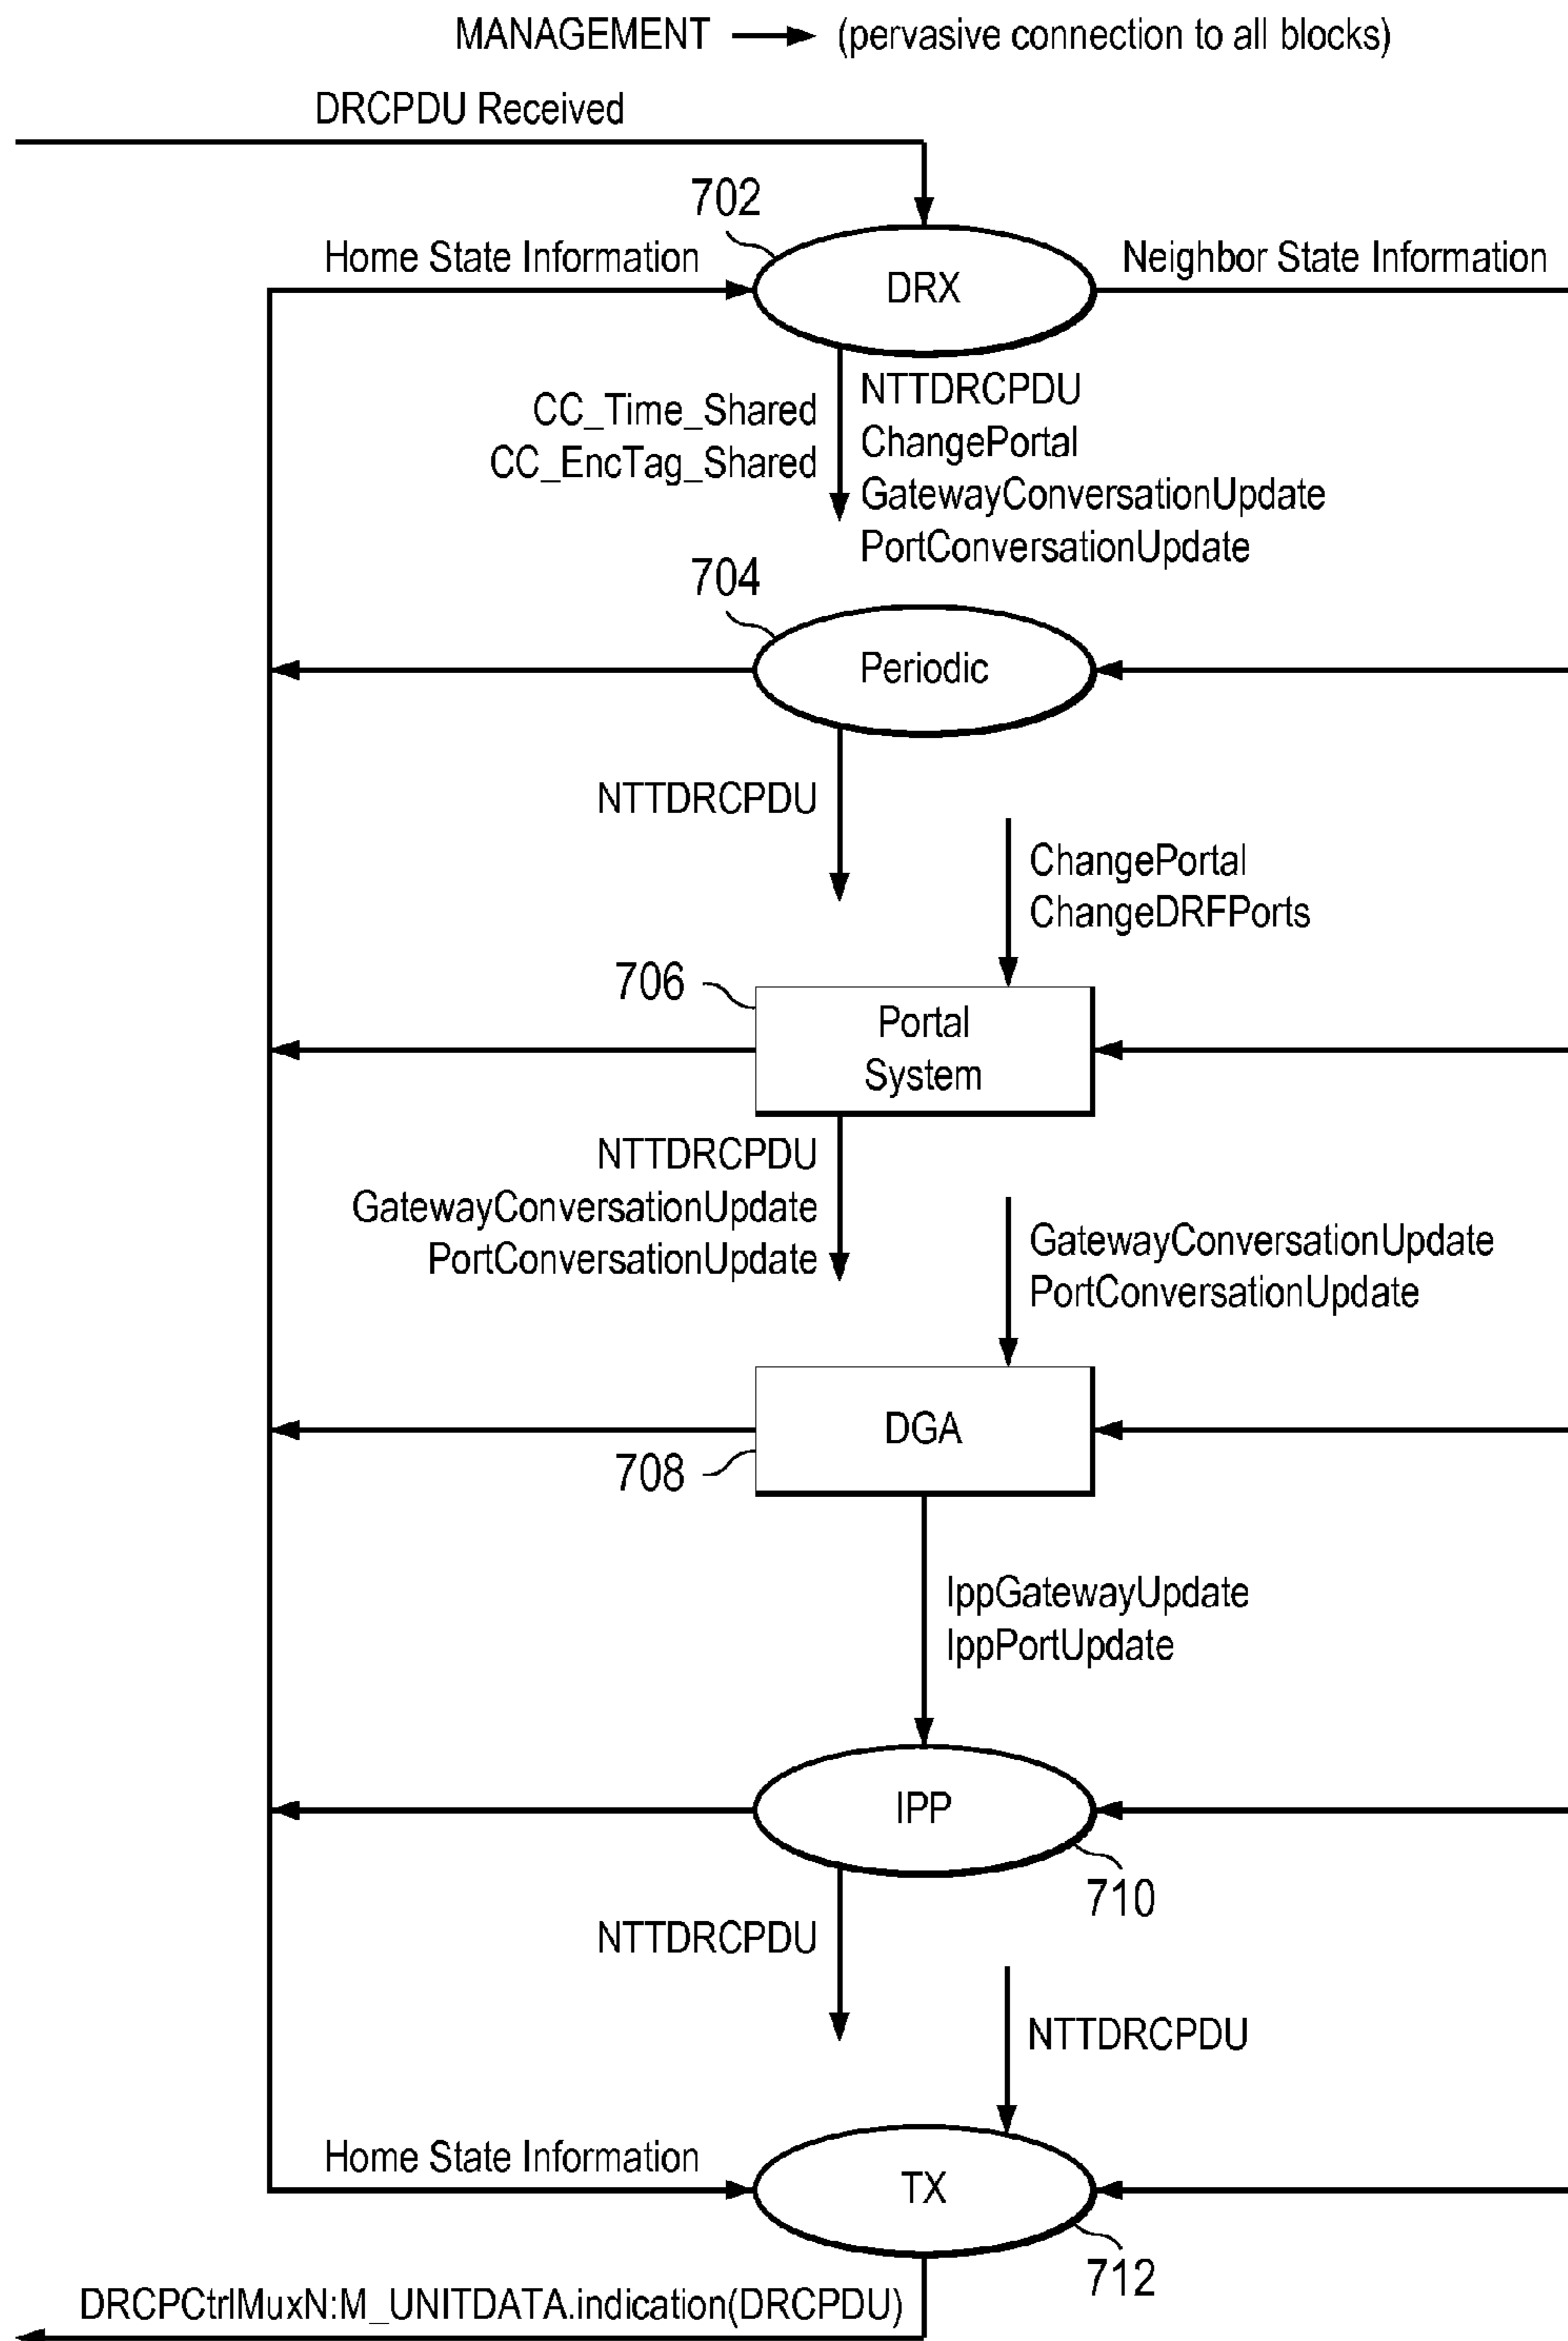 MANAGEMENT (pervasive connection to all blocks)
DRCPDU Received
702
Home State Information
DRX
Neighbor State Information
CC_Time_Shared
CC_EncTag_Shared
NTTDRCPDU
ChangePortal
GatewayConversationUpdate
PortConversationUpdate
704
Periodic
NTTDRCPDU
ChangePortal
ChangeDRFPorts
706
Portal
System
NTTDRCPDU
GatewayConversationUpdate
PortConversationUpdate
GatewayConversationUpdate
PortConversationUpdate
DGA
708
IppGatewayUpdate
IppPortUpdate
IPP
710
NTTDRCPDU
NTTDRCPDU
Home State Information
TX
712
DRCPCtrlMuxN:M_UNITDATA.indication(DRCPDU)